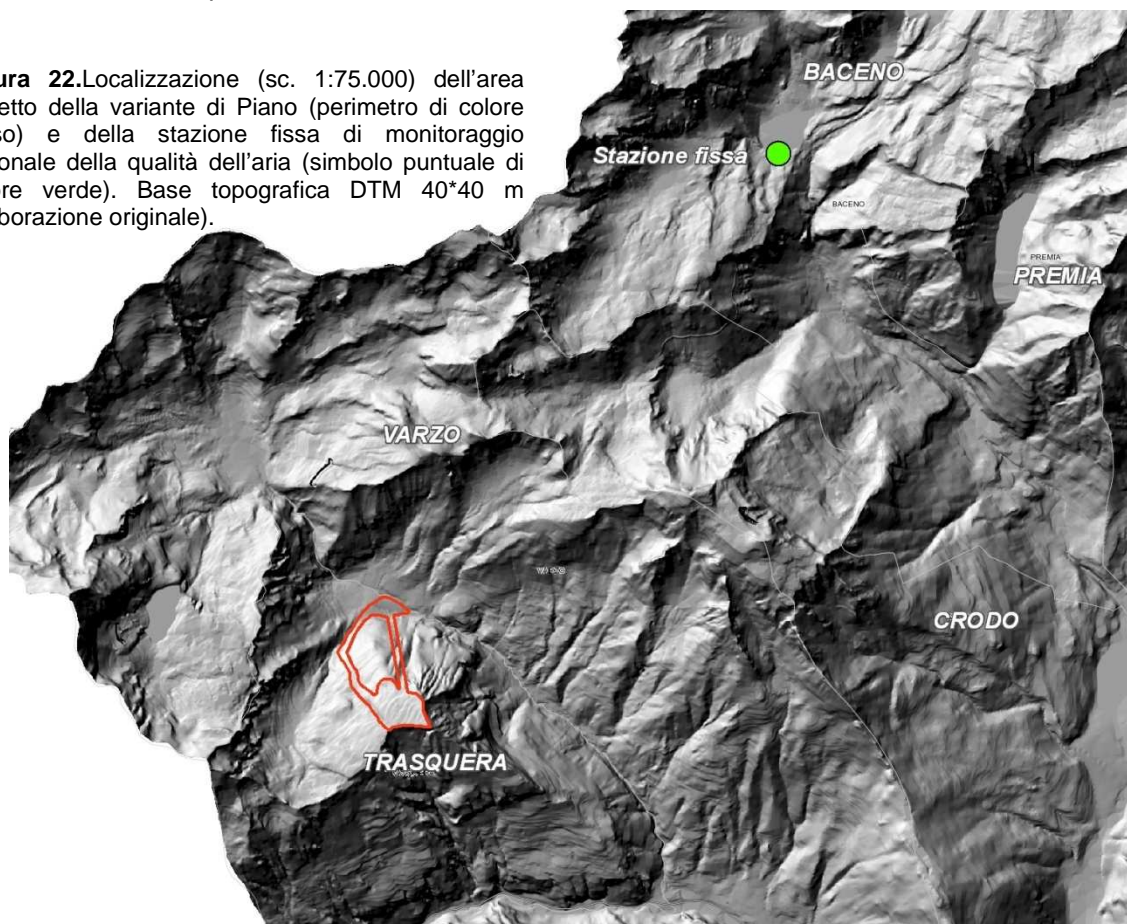 ura 22.Localizzazione (sc. 1:75.000) dell'area
etto della variante di Piano (perimetro di colore
so) e della stazione fissa di monitoraggio
onale della qualità dell'aria (simbolo puntuale di
re verde). Base topografica DTM 40*40 m
borazione originale).
BACENO
Stazione fissa
BACENO
PREMIA
PREMIA
VARZO
CRODO
TRASQUERA